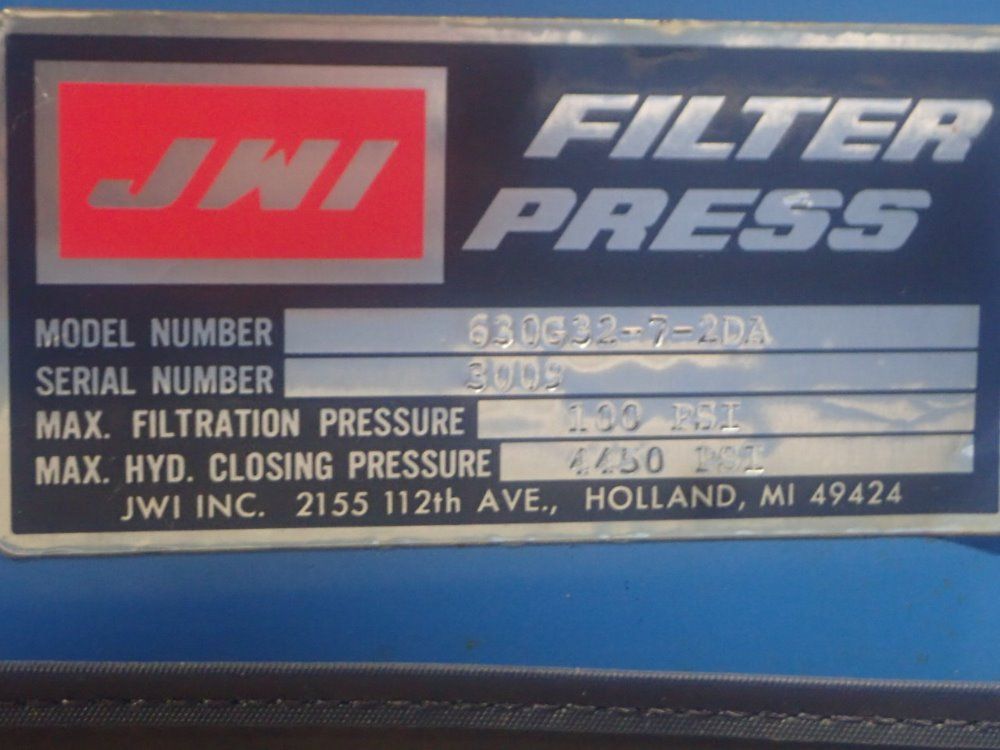 JWI
FILTER
PRESS
MODEL NUMBER 630G32-7-2DA
SERIAL NUMBER 3009
MAX. FILTRATION PRESSURE 100 PSI
MAX. HYD. CLOSING PRESSURE 4450 PSI
JWI INC. 2155 112th AVE., HOLLAND, MI 49424